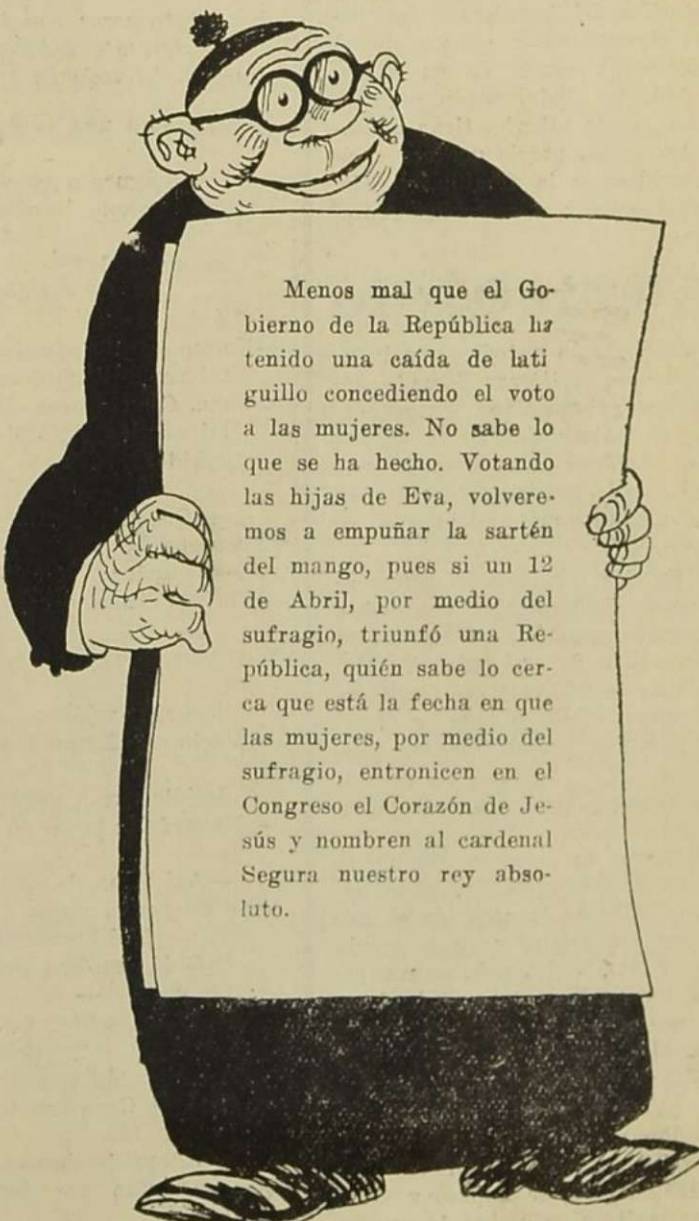 Menos mal que el Go-
bierno de la República ha
tenido una caída de lati
guillo concediendo el voto
a las mujeres. No sabe lo
que se ha hecho. Votando
las hijas de Eva, volvere-
mos a empuñar la sartén
del mango, pues si un 12
de Abril, por medio del
sufragio, triunfó una Re-
pública, quién sabe lo cer-
ca que está la fecha en que
las mujeres, por medio del
sufragio, entronicen en el
Congreso el Corazón de Je-
sús y nombren al cardenal
Segura nuestro rey abso-
luto.